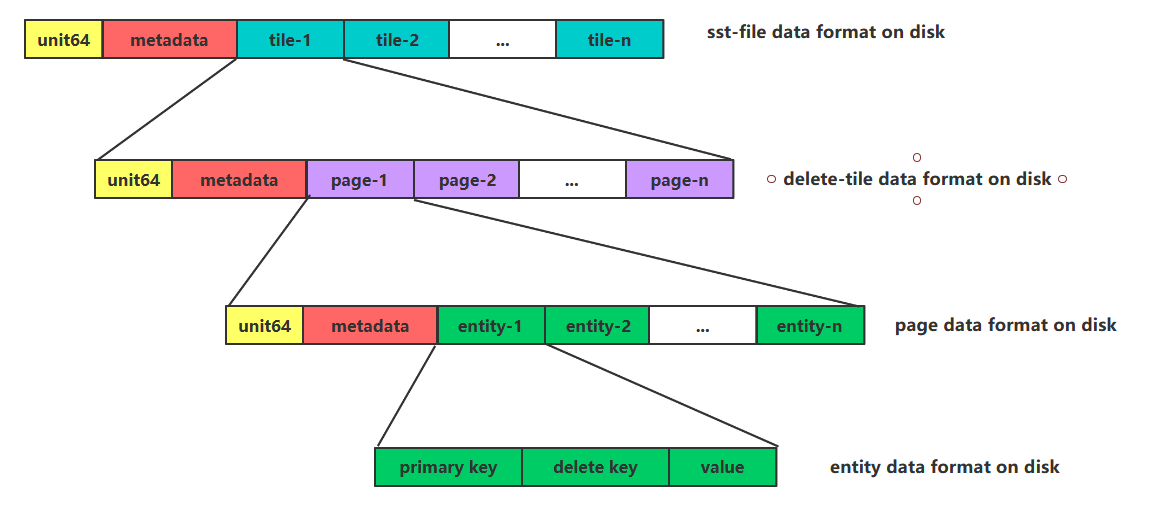 unit64 metadata tile-1 tile-2 ... tile-n sst-file data format on disk
unit64 metadata page-1 page-2 ... page-n delete-tile data format on disk
unit64 metadata entity-1 entity-2 ... entity-n page data format on disk
primary key delete key value entity data format on disk